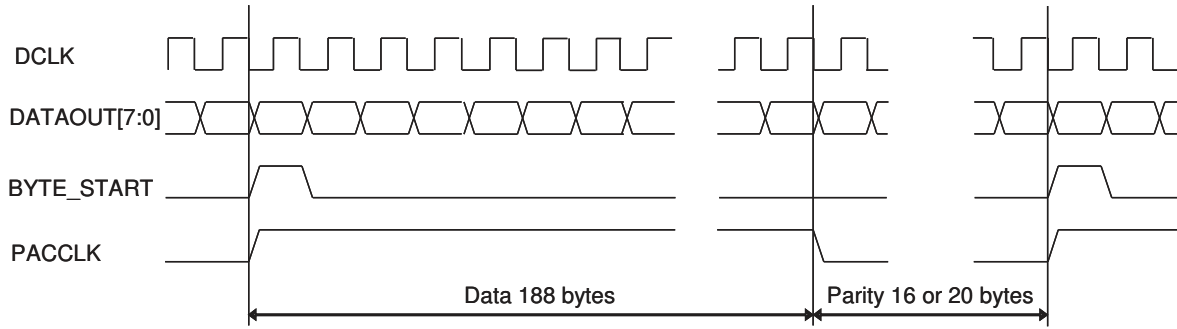 DCLK
DATAOUT[7:0]
BYTE_START
PACCLK
Data 188 bytes
Parity 16 or 20 bytes